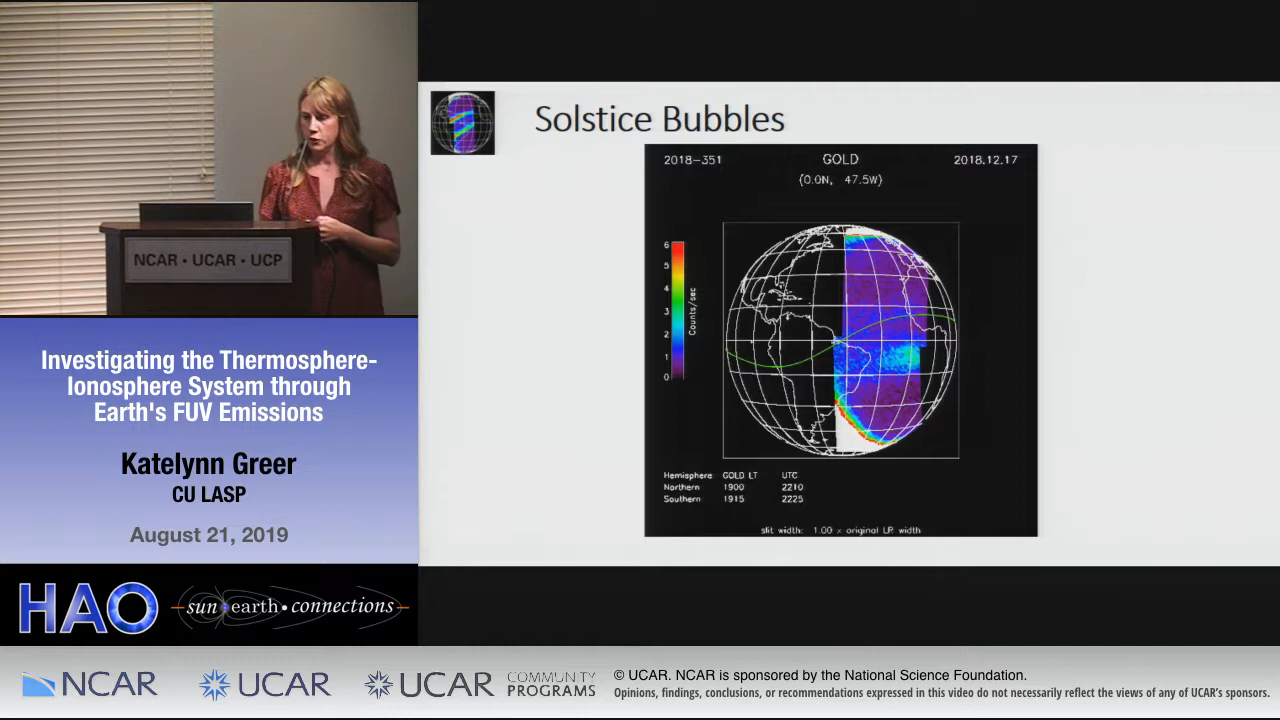 NCAR • UCAR • UCP
Investigating the Thermosphere-
Ionosphere System through
Earth's FUV Emissions
Katelynn Greer
CU LASP
August 21, 2019
HAO
sun•earth•connections
Solstice Bubbles
2018-351 GOLD 2018.12.17
(0.0N, 47.5W)
6
5
4
3
2
1
0
Counts/sec
Hemisphere GOLD LT UTC
Northern 1900 2210
Southern 1915 2225
slit width: 1.00 x original LR width
NCAR
UCAR
UCAR
COMMUNITY
PROGRAMS
© UCAR. NCAR is sponsored by the National Science Foundation.
Opinions, findings, conclusions, or recommendations expressed in this video do not necessarily reflect the views of any of UCAR's sponsors.